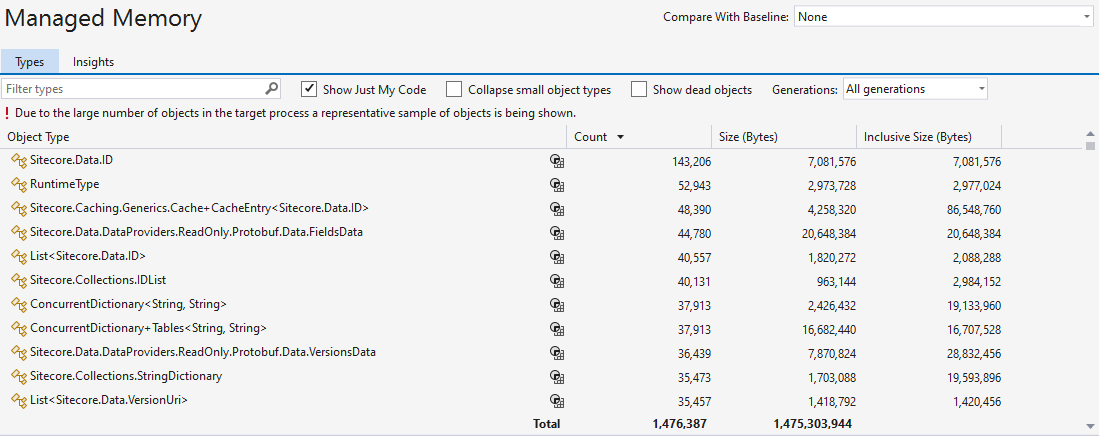 Managed Memory
Compare With Baseline: None
Types Insights
Filter types Show Just My Code Collapse small object types Show dead objects Generations: All generations
! Due to the large number of objects in the target process a representative sample of objects is being shown.
Object Type Count Size (Bytes) Inclusive Size (Bytes)
Sitecore.Data.ID 143,206 7,081,576 7,081,576
RuntimeType 52,943 2,973,728 2,977,024
Sitecore.Caching.Generics.Cache+CacheEntry<Sitecore.Data.ID> 48,390 4,258,320 86,548,760
Sitecore.Data.DataProviders.ReadOnly.Protobuf.Data.FieldsData 44,780 20,648,384 20,648,384
List<Sitecore.Data.ID> 40,557 1,820,272 2,088,288
Sitecore.Collections.IDList 40,131 963,144 2,984,152
ConcurrentDictionary<String, String> 37,913 2,426,432 19,133,960
ConcurrentDictionary+Tables<String, String> 37,913 16,682,440 16,707,528
Sitecore.Data.DataProviders.ReadOnly.Protobuf.Data.VersionsData 36,439 7,870,824 28,832,456
Sitecore.Collections.StringDictionary 35,473 1,703,088 19,593,896
List<Sitecore.Data.VersionUri> 35,457 1,418,792 1,420,456
Total 1,476,387 1,475,303,944